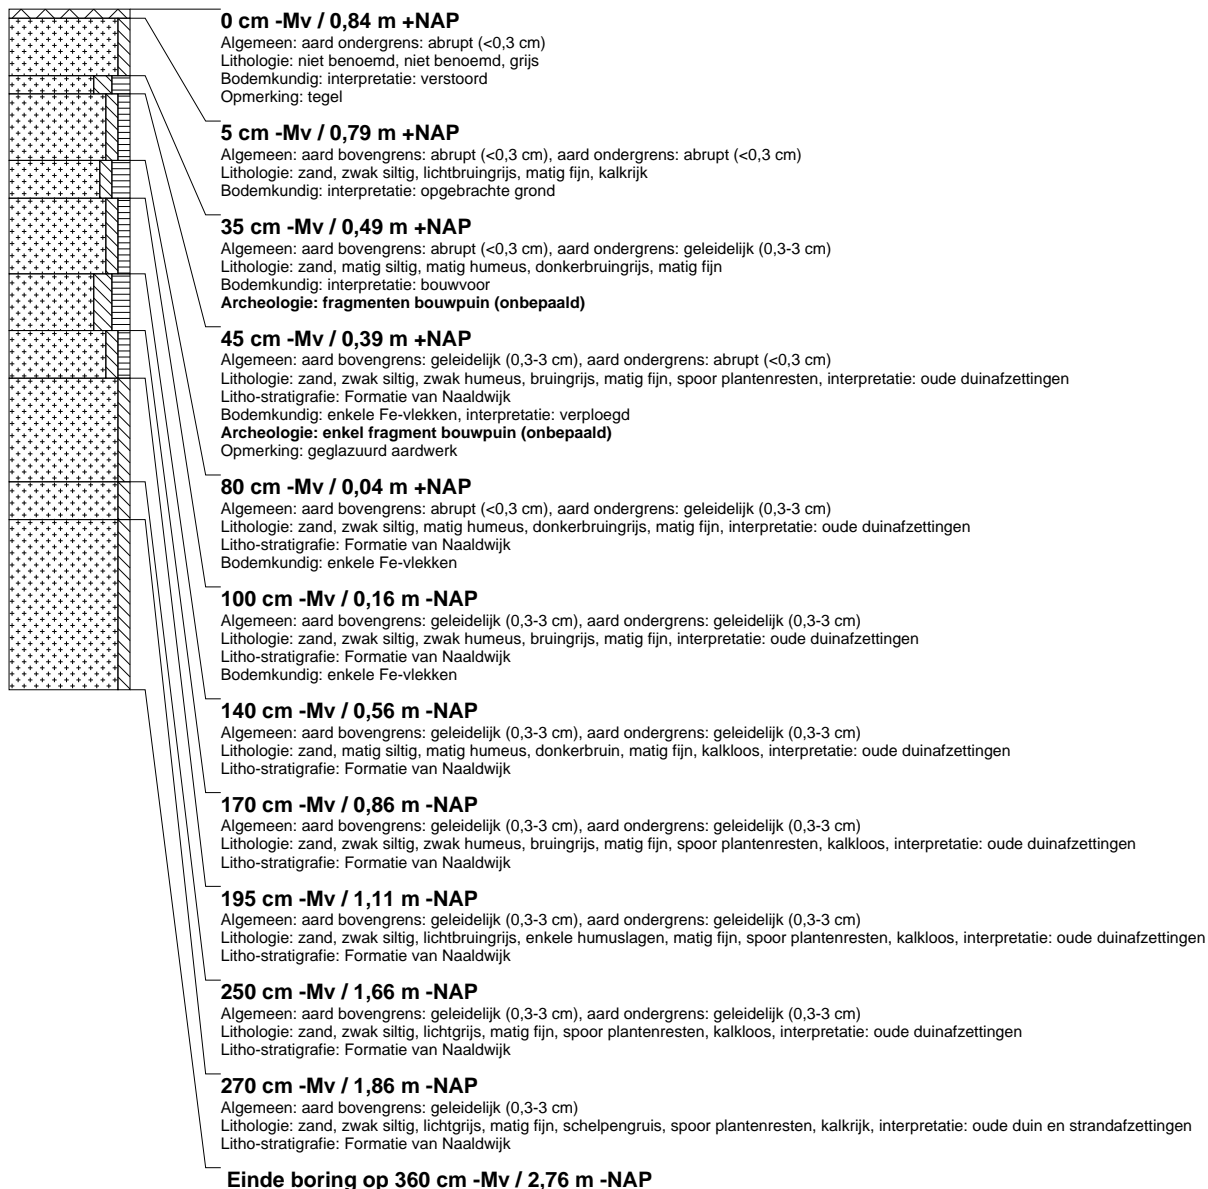 0 cm -Mv / 0,84 m +NAP
Algemeen: aard ondergrens: abrupt (<0,3 cm)
Lithologie: niet benoemd, niet benoemd, grijs
Bodemkundig: interpretatie: verstoord
Opmerking: tegel
5 cm -Mv / 0,79 m +NAP
Algemeen: aard bovengrens: abrupt (<0,3 cm), aard ondergrens: abrupt (<0,3 cm)
Lithologie: zand, zwak siltig, lichtbruingrijs, matig fijn, kalkrijk
Bodemkundig: interpretatie: opgebrachte grond
35 cm -Mv / 0,49 m +NAP
Algemeen: aard bovengrens: abrupt (<0,3 cm), aard ondergrens: geleidelijk (0,3-3 cm)
Lithologie: zand, matig siltig, matig humeus, donkerbruingrijs, matig fijn
Bodemkundig: interpretatie: bouwvoor
Archeologie: fragmenten bouwpuin (onbepaald)
45 cm -Mv / 0,39 m +NAP
Algemeen: aard bovengrens: geleidelijk (0,3-3 cm), aard ondergrens: abrupt (<0,3 cm)
Lithologie: zand, zwak siltig, zwak humeus, bruingrijs, matig fijn, spoor plantenresten, interpretatie: oude duinafzettingen
Litho-stratigrafie: Formatie van Naaldwijk
Bodemkundig: enkele Fe-vlekken, interpretatie: verploegd
Archeologie: enkel fragment bouwpuin (onbepaald)
Opmerking: geglazuurd aardwerk
80 cm -Mv / 0,04 m +NAP
Algemeen: aard bovengrens: abrupt (<0,3 cm), aard ondergrens: geleidelijk (0,3-3 cm)
Lithologie: zand, zwak siltig, matig humeus, donkerbruingrijs, matig fijn, interpretatie: oude duinafzettingen
Litho-stratigrafie: Formatie van Naaldwijk
Bodemkundig: enkele Fe-vlekken
100 cm -Mv / 0,16 m -NAP
Algemeen: aard bovengrens: geleidelijk (0,3-3 cm), aard ondergrens: geleidelijk (0,3-3 cm)
Lithologie: zand, zwak siltig, zwak humeus, bruingrijs, matig fijn, interpretatie: oude duinafzettingen
Litho-stratigrafie: Formatie van Naaldwijk
Bodemkundig: enkele Fe-vlekken
140 cm -Mv / 0,56 m -NAP
Algemeen: aard bovengrens: geleidelijk (0,3-3 cm), aard ondergrens: geleidelijk (0,3-3 cm)
Lithologie: zand, matig siltig, matig humeus, donkerbruin, matig fijn, kalkloos, interpretatie: oude duinafzettingen
Litho-stratigrafie: Formatie van Naaldwijk
170 cm -Mv / 0,86 m -NAP
Algemeen: aard bovengrens: geleidelijk (0,3-3 cm), aard ondergrens: geleidelijk (0,3-3 cm)
Lithologie: zand, zwak siltig, zwak humeus, bruingrijs, matig fijn, spoor plantenresten, kalkloos, interpretatie: oude duinafzettingen
Litho-stratigrafie: Formatie van Naaldwijk
195 cm -Mv / 1,11 m -NAP
Algemeen: aard bovengrens: geleidelijk (0,3-3 cm), aard ondergrens: geleidelijk (0,3-3 cm)
Lithologie: zand, zwak siltig, lichtbruingrijs, enkele humuslagen, matig fijn, spoor plantenresten, kalkloos, interpretatie: oude duinafzettingen
Litho-stratigrafie: Formatie van Naaldwijk
250 cm -Mv / 1,66 m -NAP
Algemeen: aard bovengrens: geleidelijk (0,3-3 cm), aard ondergrens: geleidelijk (0,3-3 cm)
Lithologie: zand, zwak siltig, lichtgrijs, matig fijn, spoor plantenresten, kalkloos, interpretatie: oude duinafzettingen
Litho-stratigrafie: Formatie van Naaldwijk
270 cm -Mv / 1,86 m -NAP
Algemeen: aard bovengrens: geleidelijk (0,3-3 cm)
Lithologie: zand, zwak siltig, lichtgrijs, matig fijn, schelpengruis, spoor plantenresten, kalkrijk, interpretatie: oude duin en strandafzettingen
Litho-stratigrafie: Formatie van Naaldwijk
Einde boring op 360 cm -Mv / 2,76 m -NAP